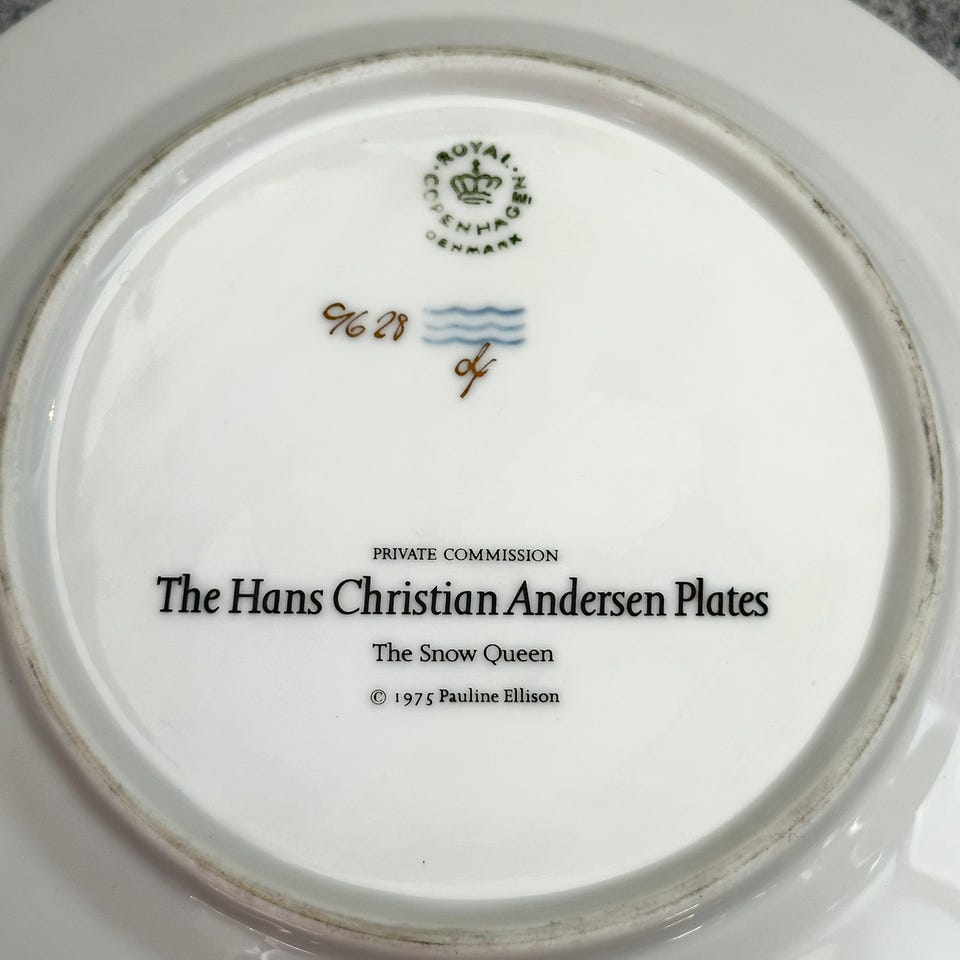 ROYAL
COPENHAGEN
DENMARK
9628
PRIVATE COMMISSION
The Hans Christian Andersen Plates
The Snow Queen
© 1975 Pauline Ellison